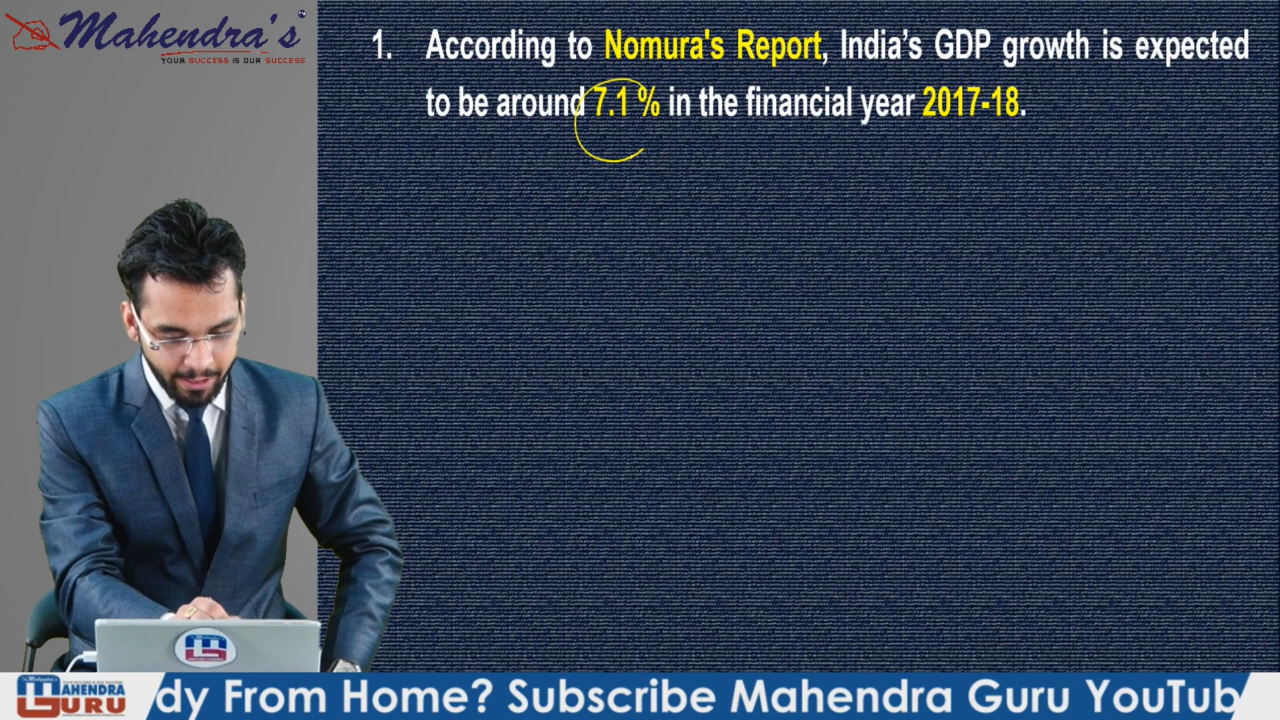 Mahendra's
YOUR SUCCESS IS OUR SUCCESS
1. According to Nomura's Report, India's GDP growth is expected
to be around 7.1 % in the financial year 2017-18.
MAHENDRA
GURU
dy From Home? Subscribe Mahendra Guru YouTub